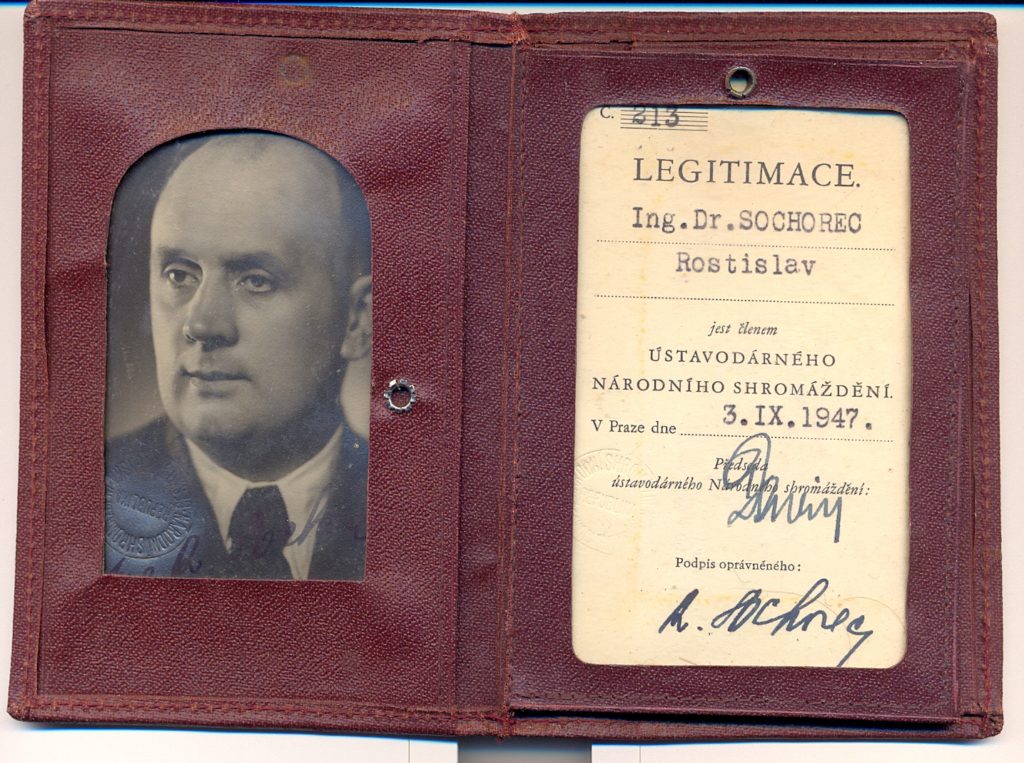 Č. 213
LEGITIMACE.
Ing.Dr.SOCHOREC
Rostislav
jest členem
ÚSTAVODÁRNÉHO
NÁRODNÍHO SHROMÁŽDĚNÍ.
V Praze dne 3.IX.1947.
Předseda
ústavodárného Národního shromáždění:
Podpis oprávněného:
R. Sochorec